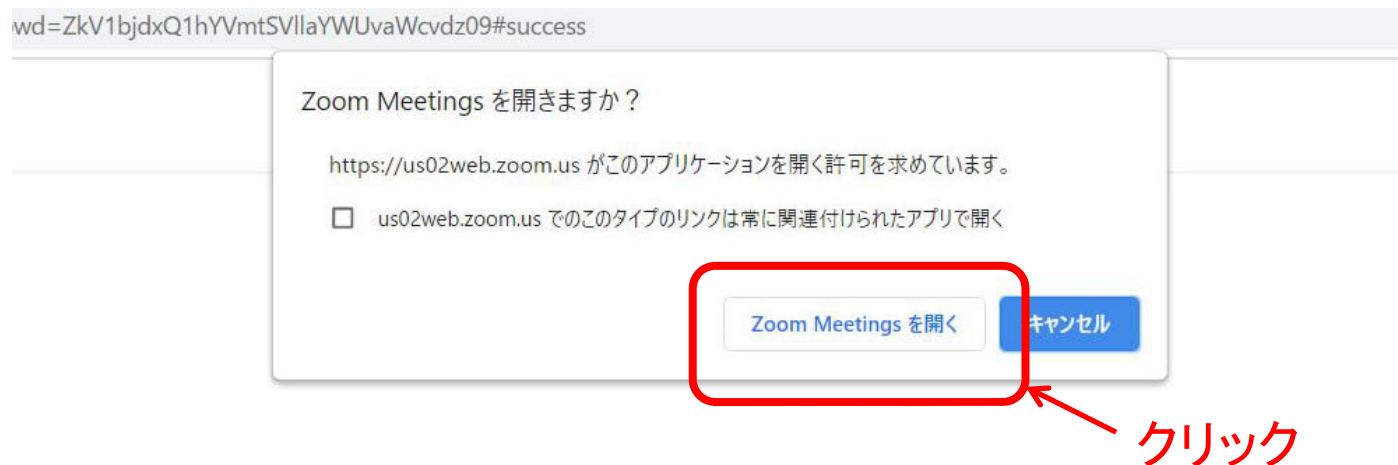 wd=ZkV1bjdxQ1hYVmtSVllaYWUvaWcvdz09#success
Zoom Meetings を開きますか？
https://us02web.zoom.us がこのアプリケーションを開く許可を求めています。
us02web.zoom.us でのこのタイプのリンクは常に関連付けられたアプリで開く
Zoom Meetings を開く
キャンセル
クリック